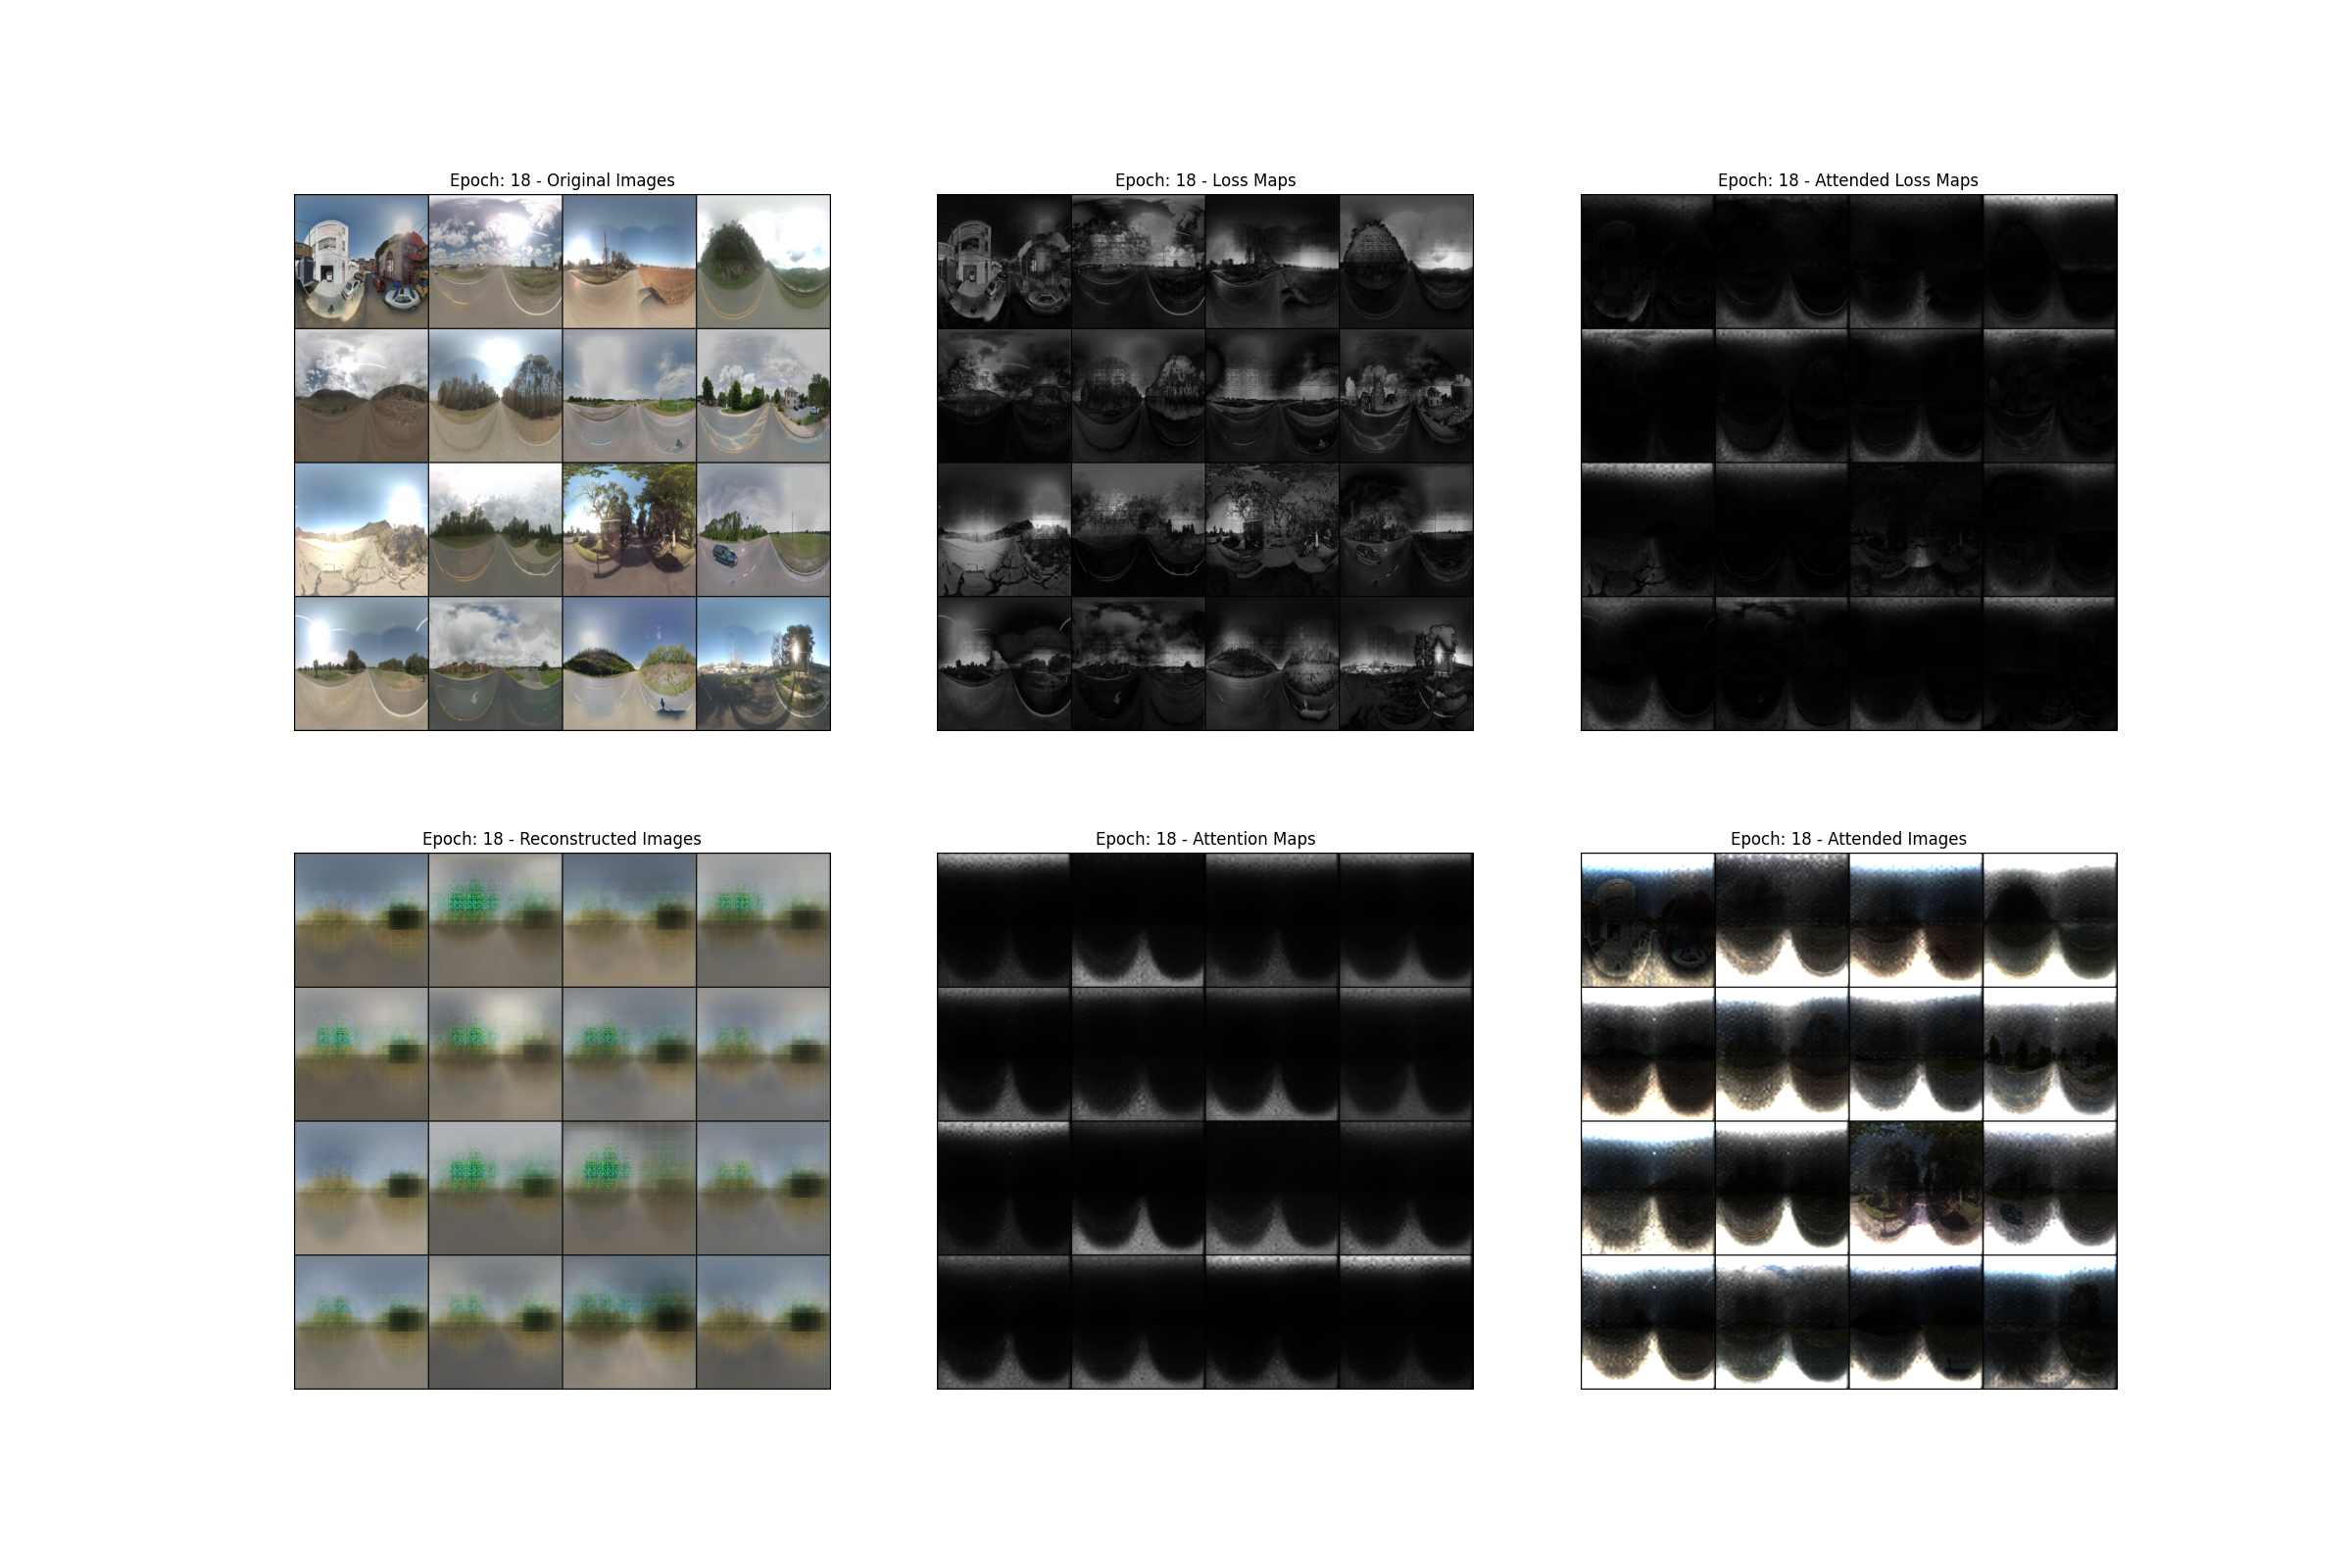 Epoch: 18 - Original Images
Epoch: 18 - Loss Maps
Epoch: 18 - Attended Loss Maps
Epoch: 18 - Reconstructed Images
Epoch: 18 - Attention Maps
Epoch: 18 - Attended Images